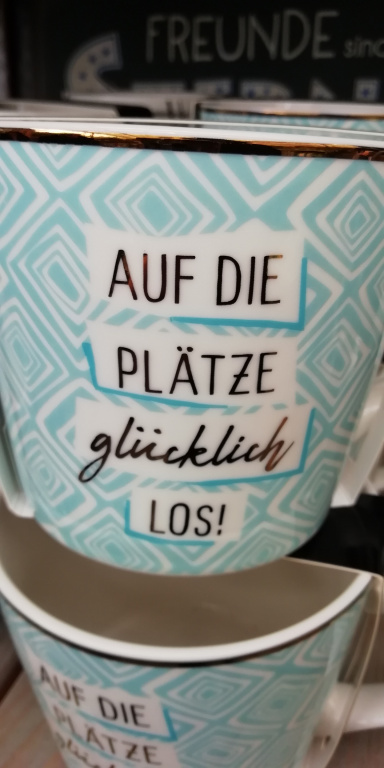 FREUNDE sind
AUF DIE
PLÄTZE
glücklich
LOS!
AUF DIE
PLÄTZE